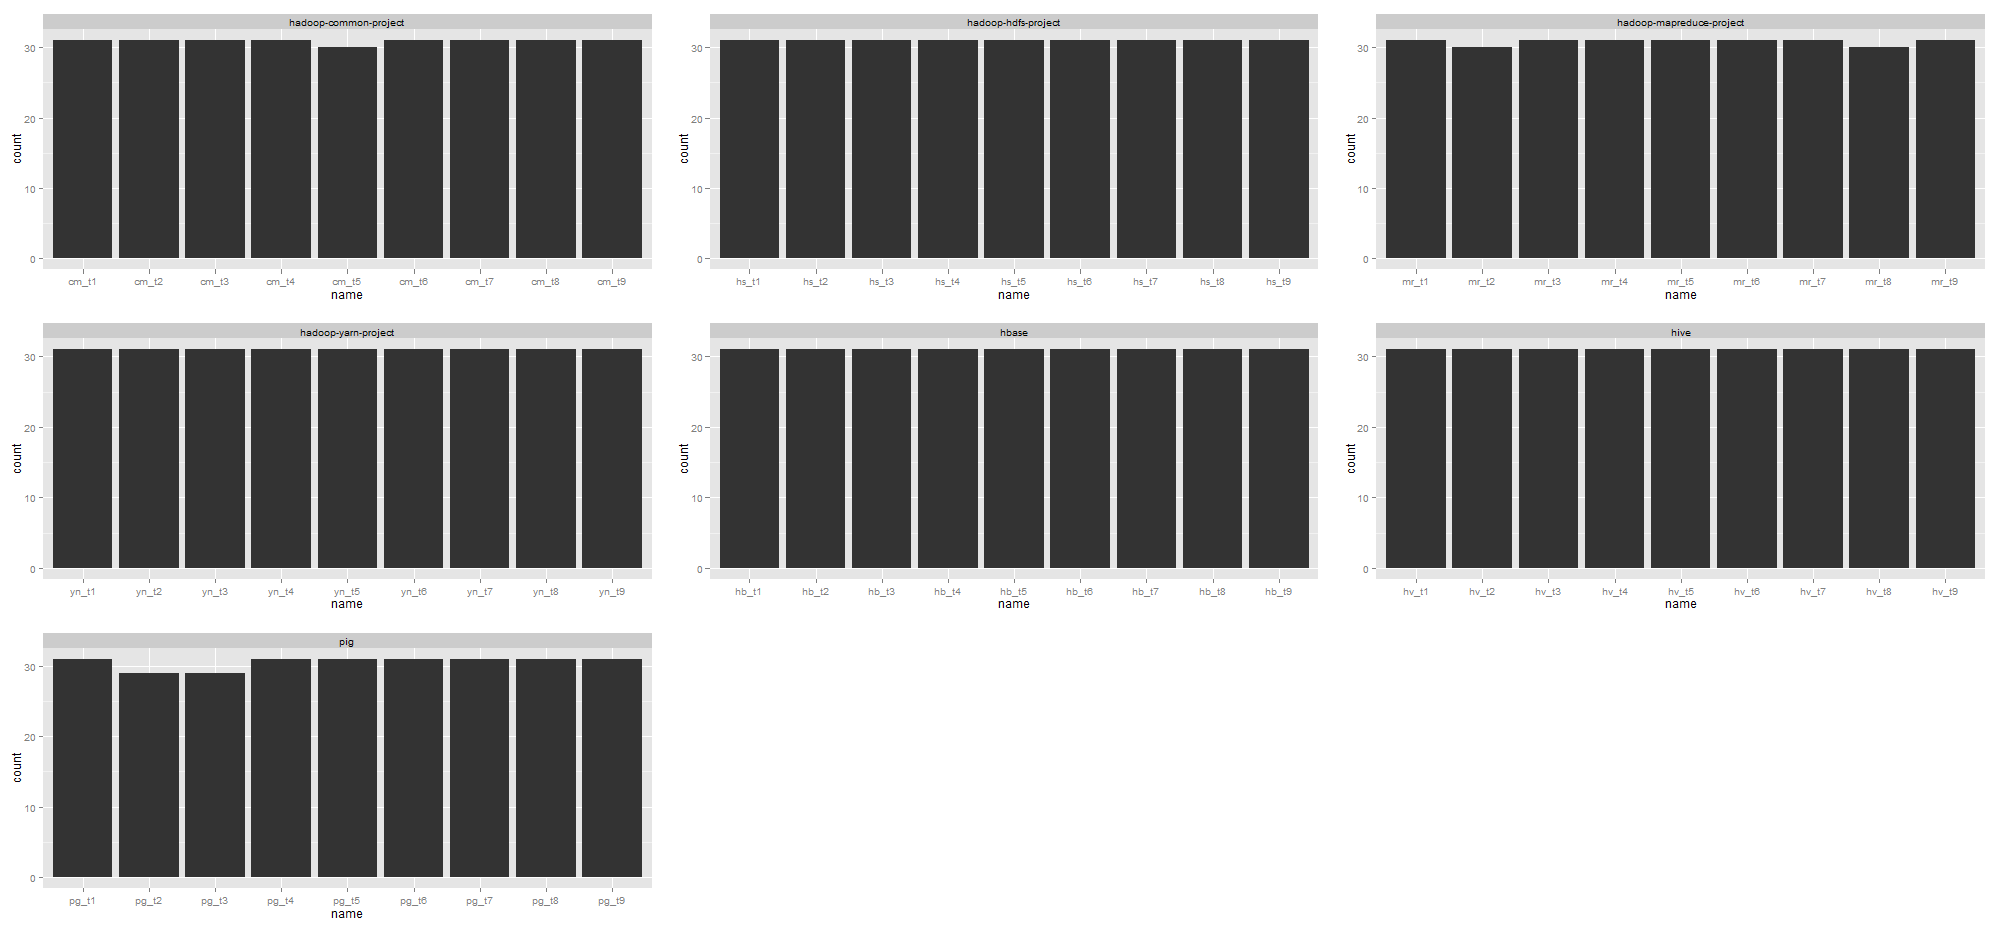 hadoop-common-project
hadoop-hdfs-project
hadoop-mapreduce-project
count
30
20
10
0
cm_t1 cm_t2 cm_t3 cm_t4 cm_t5 cm_t6 cm_t7 cm_t8 cm_t9
name
count
30
20
10
0
hs_t1 hs_t2 hs_t3 hs_t4 hs_t5 hs_t6 hs_t7 hs_t8 hs_t9
name
count
30
20
10
0
mr_t1 mr_t2 mr_t3 mr_t4 mr_t5 mr_t6 mr_t7 mr_t8 mr_t9
name
hadoop-yarn-project
hbase
hive
count
30
20
10
0
yn_t1 yn_t2 yn_t3 yn_t4 yn_t5 yn_t6 yn_t7 yn_t8 yn_t9
name
count
30
20
10
0
hb_t1 hb_t2 hb_t3 hb_t4 hb_t5 hb_t6 hb_t7 hb_t8 hb_t9
name
count
30
20
10
0
hv_t1 hv_t2 hv_t3 hv_t4 hv_t5 hv_t6 hv_t7 hv_t8 hv_t9
name
pig
count
30
20
10
0
pg_t1 pg_t2 pg_t3 pg_t4 pg_t5 pg_t6 pg_t7 pg_t8 pg_t9
name